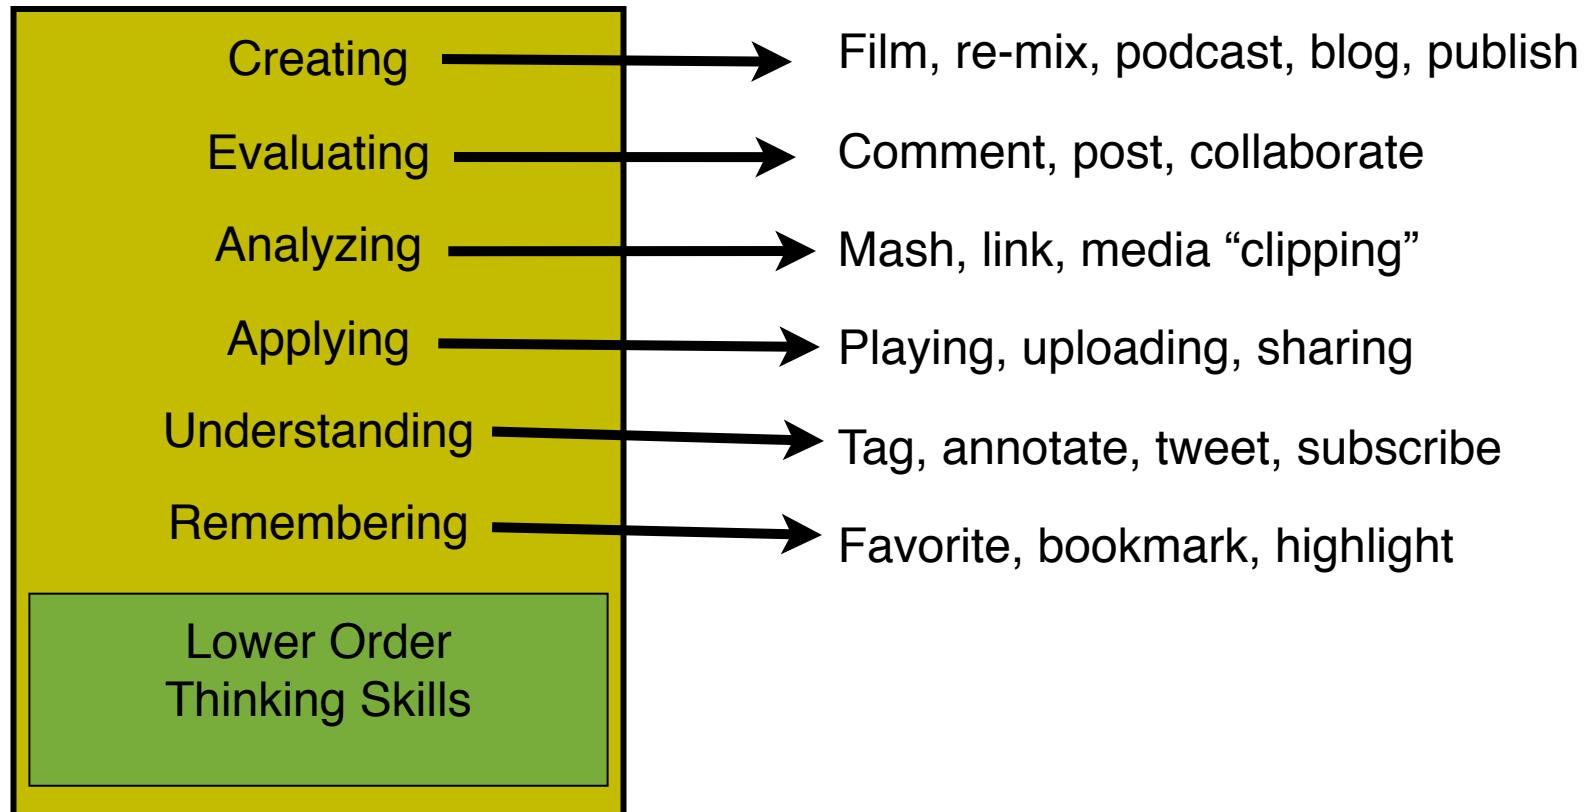 Creating
Film, re-mix, podcast, blog, publish
Evaluating
Comment, post, collaborate
Analyzing
Mash, link, media “clipping”
Applying
Playing, uploading, sharing
Understanding
Tag, annotate, tweet, subscribe
Remembering
Favorite, bookmark, highlight
Lower Order
Thinking Skills